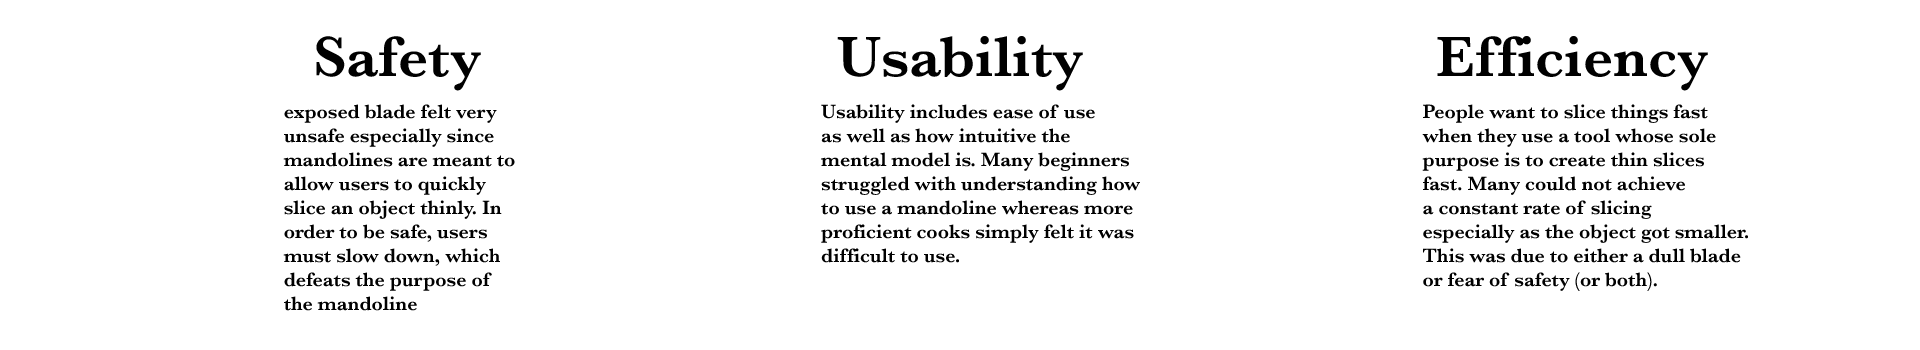 Safety
exposed blade felt very
unsafe especially since
mandolines are meant to
allow users to quickly
slice an object thinly. In
order to be safe, users
must slow down, which
defeats the purpose of
the mandoline
Usability
Usability includes ease of use
as well as how intuitive the
mental model is. Many beginners
struggled with understanding how
to use a mandoline whereas more
proficient cooks simply felt it was
difficult to use.
Efficiency
People want to slice things fast
when they use a tool whose sole
purpose is to create thin slices
fast. Many could not achieve
a constant rate of slicing
especially as the object got smaller.
This was due to either a dull blade
or fear of safety (or both).